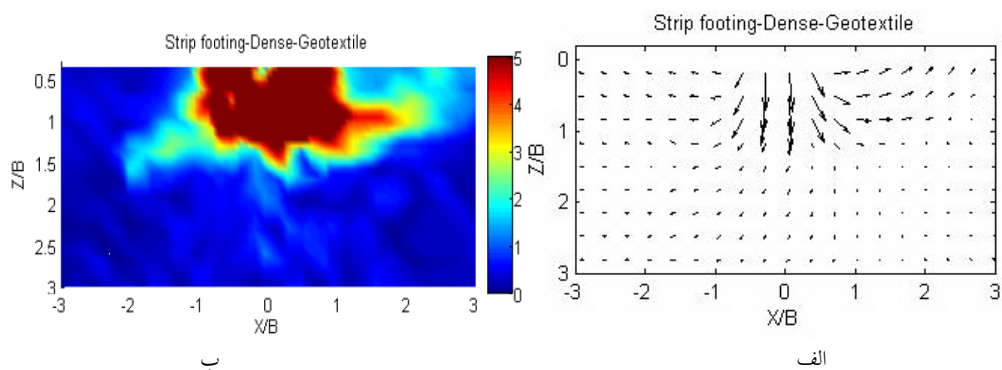 Strip footing-Dense-Geotextile
Z/B
0.5
1
1.5
2
2.5
3
-3 -2 -1 0 1 2 3
X/B
5
4
3
2
1
0
ب
Strip footing-Dense-Geotextile
Z/B
0
1
2
3
-3 -2 -1 0 1 2 3
X/B
الف